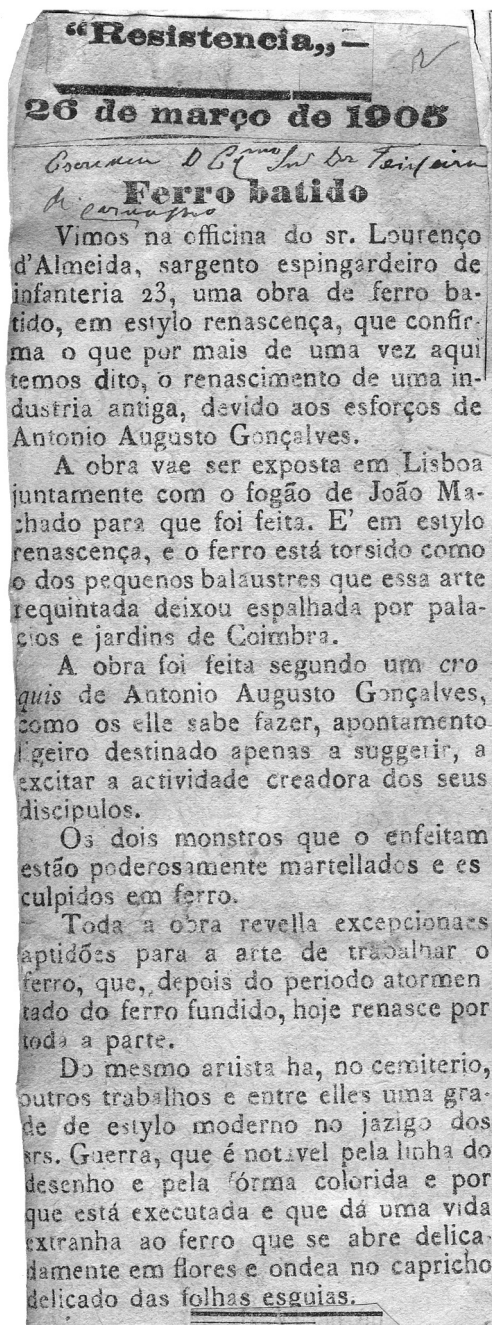 “Resistencia„—
26 de março de 1905
Escreveu o Ex.mo Snr Dr Teixeira
de Carvalho
Ferro batido
Vimos na officina do sr. Lourenço
d'Almeida, sargento espingardeiro de
infanteria 23, uma obra de ferro ba-
tido, em estylo renascença, que confir-
ma o que por mais de uma vez aqui
temos dito, o renascimento de uma in-
dustria antiga, devido aos esforços de
Antonio Augusto Gonçalves.
A obra vae ser exposta em Lisboa
juntamente com o fogão de João Ma-
chado para que foi feita. E' em estylo
renascença, e o ferro está torsido como
o dos pequenos balaustres que essa arte
requintada deixou espalhada por pala-
cios e jardins de Coimbra.
A obra foi feita segundo um cro
quis de Antonio Augusto Gonçalves,
como os elle sabe fazer, apontamento
ligeiro destinado apenas a suggerir, a
excitar a actividade creadora dos seus
discipulos.
Os dois monstros que o enfeitam
estão poderosamente martellados e es
culpidos em ferro.
Toda a obra revella excepcionaes
aptidões para a arte de trabalhar o
ferro, que, depois do periodo atormen
tado do ferro fundido, hoje renasce por
toda a parte.
Do mesmo artista ha, no cemiterio,
outros trabalhos e entre elles uma gra-
de de estylo moderno no jazigo dos
srs. Guerra, que é notavel pela linha do
desenho e pela fórma colorida e por
que está executada e que dá uma vida
extranha ao ferro que se abre delica-
damente em flores e ondea no capricho
delicado das folhas esguias.